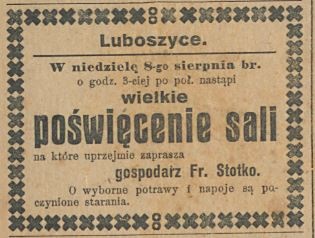 Luboszyce.
W niedzielę 8-go sierpnia br.
o godz. 3-ciej po poł. nastąpi
wielkie
poświęcenie sali
na które uprzejmie zaprasza
gospodarz Fr. Stotko.
O wyborne potrawy i napoje są po-
czynione starania.